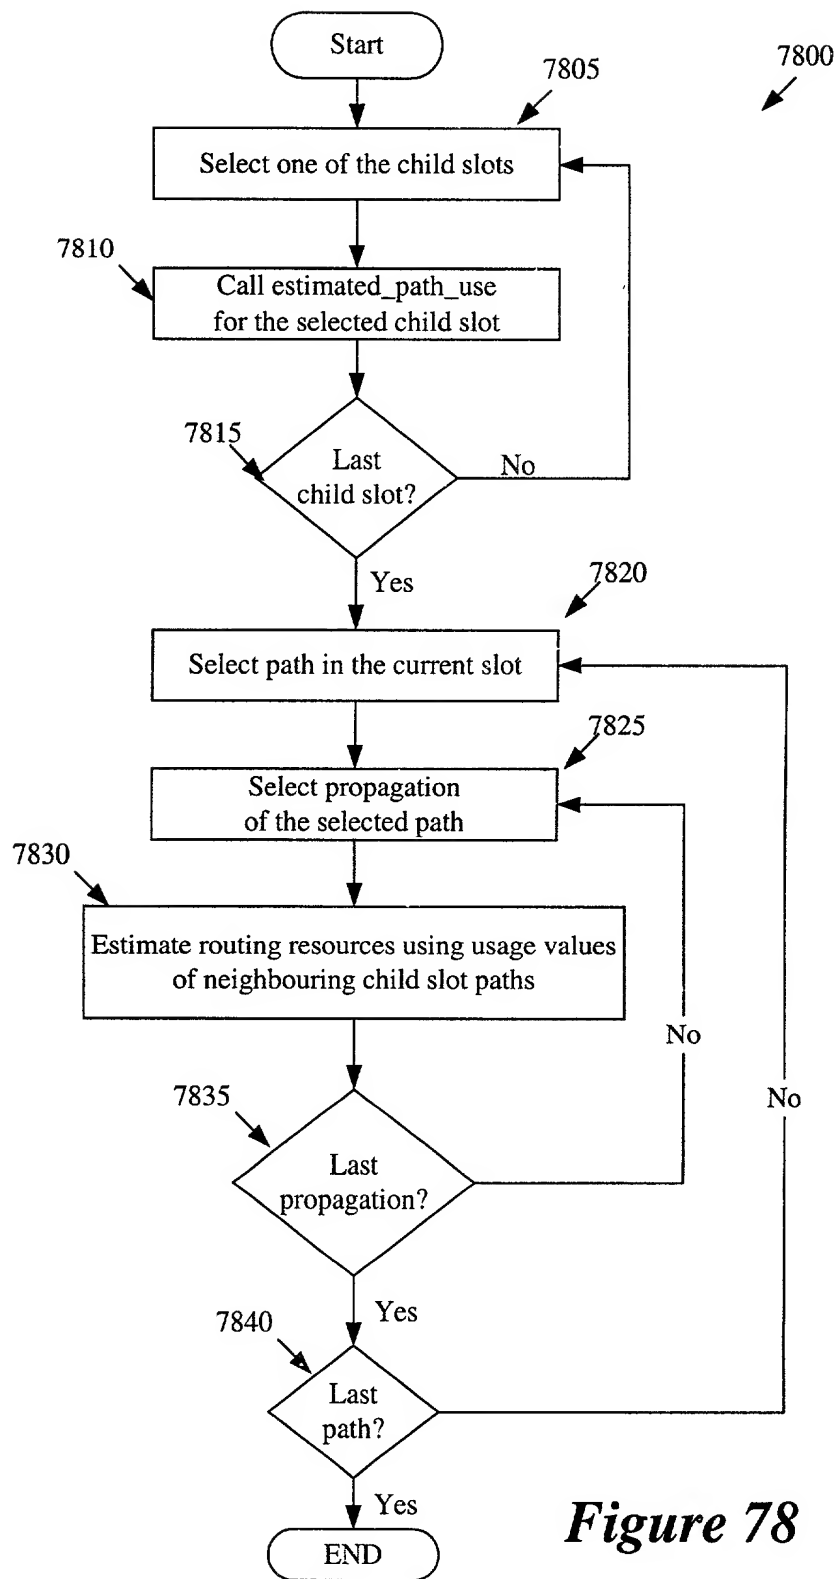 Start
7800
7805
Select one of the child slots
7810
Call estimated_path_use
for the selected child slot
7815
Last
child slot?
No
Yes
7820
Select path in the current slot
7825
Select propagation
of the selected path
7830
Estimate routing resources using usage values
of neighbouring child slot paths
No
No
7835
Last
propagation?
Yes
7840
Last
path?
Yes
END
Figure 78